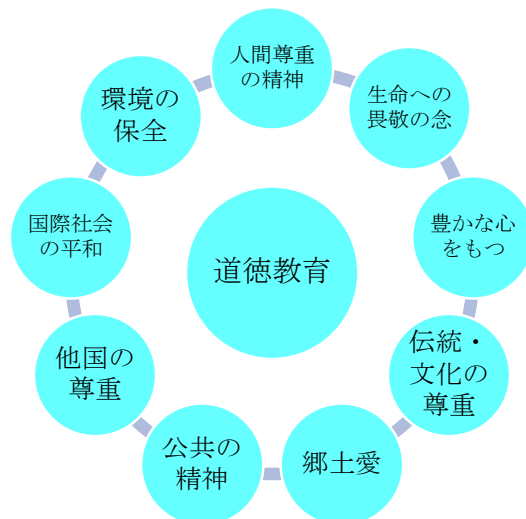 人間尊重
の精神
生命への
畏敬の念
豊かな心
をもつ
伝統・
文化の
尊重
郷土愛
公共の
精神
他国の
尊重
国際社会
の平和
環境の
保全
道徳教育